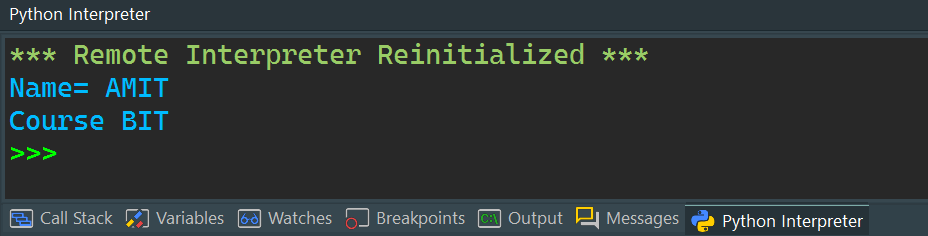 Python Interpreter
*** Remote Interpreter Reinitialized ***
Name= AMIT
Course BIT
>>>
Call Stack Variables Watches Breakpoints C:\ Output Messages Python Interpreter